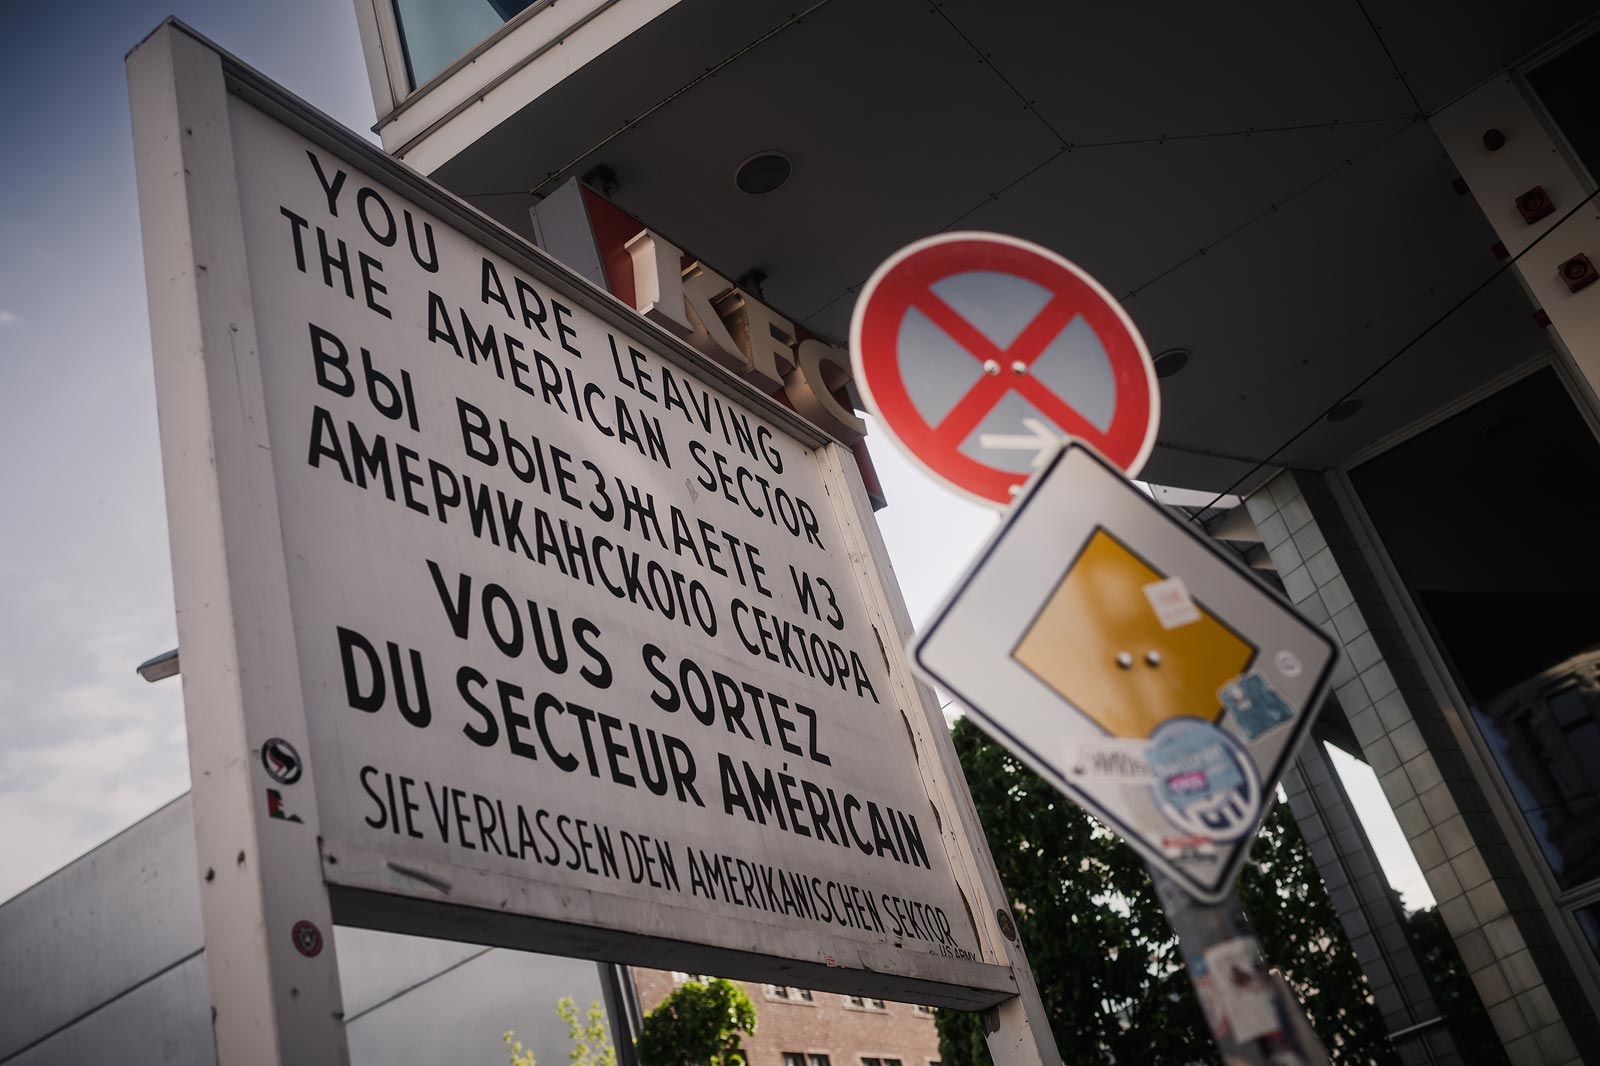 YOU ARE LEAVING
THE AMERICAN SECTOR
ВЫ ВЫЕЗЖАЕТЕ ИЗ
АМЕРИКАНСКОГО СЕКТОРА
VOUS SORTEZ
DU SECTEUR AMÉRICAIN
SIE VERLASSEN DEN AMERIKANISCHEN SEKTOR
US ARMY
KFC